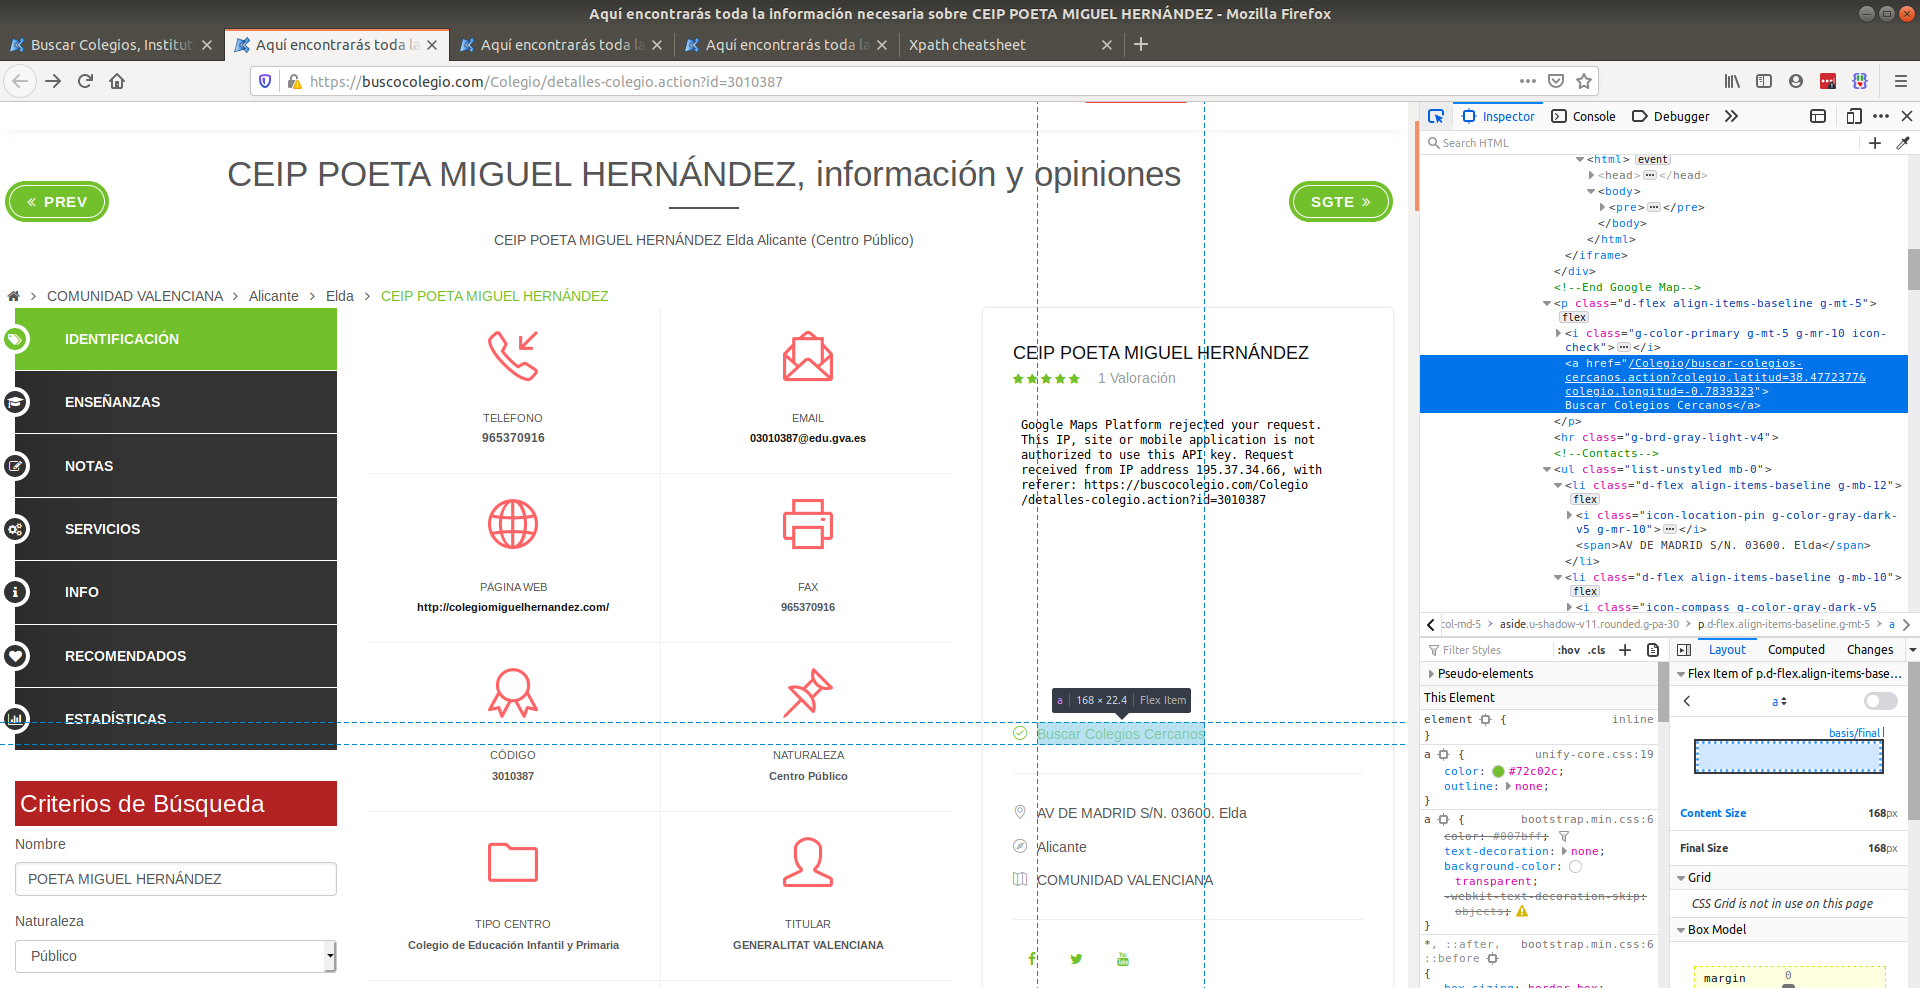 Aquí encontrarás toda la información necesaria sobre CEIP POETA MIGUEL HERNÁNDEZ - Mozilla Firefox
Buscar Colegios, Institut
Aquí encontrarás toda la
Aquí encontrarás toda la
Aquí encontrarás toda la
Xpath cheatsheet
https://buscocolegio.com/Colegio/detalles-colegio.action?id=3010387
CEIP POETA MIGUEL HERNÁNDEZ, información y opiniones
« PREV
SGTE »
CEIP POETA MIGUEL HERNÁNDEZ Elda Alicante (Centro Público)
COMUNIDAD VALENCIANA > Alicante > Elda > CEIP POETA MIGUEL HERNÁNDEZ
IDENTIFICACIÓN
ENSEÑANZAS
NOTAS
SERVICIOS
INFO
RECOMENDADOS
ESTADÍSTICAS
Criterios de Búsqueda
Nombre
POETA MIGUEL HERNÁNDEZ
Naturaleza
Público
TELÉFONO
965370916
EMAIL
03010387@edu.gva.es
PÁGINA WEB
http://colegiomiguelhernandez.com/
FAX
965370916
CÓDIGO
3010387
NATURALEZA
Centro Público
TIPO CENTRO
Colegio de Educación Infantil y Primaria
TITULAR
GENERALITAT VALENCIANA
CEIP POETA MIGUEL HERNÁNDEZ
1 Valoración
Google Maps Platform rejected your request.
This IP, site or mobile application is not
authorized to use this API key. Request
received from IP address 195.37.34.66, with
referer: https://buscocolegio.com/Colegio
/detalles-colegio.action?id=3010387
a 168 × 22.4 Flex Item
Buscar Colegios Cercanos
AV DE MADRID S/N. 03600. Elda
Alicante
COMUNIDAD VALENCIANA
Inspector Console Debugger
Search HTML
<html> event
<head> ··· </head>
<body>
<pre> ··· </pre>
</body>
</html>
</iframe>
</div>
<!--End Google Map-->
<p class="d-flex align-items-baseline g-mt-5">
flex
<i class="g-color-primary g-mt-5 g-mr-10 icon-
check"> ··· </i>
<a href="/Colegio/buscar-colegios-
cercanos.action?colegio.latitud=38.4772377&
colegio.longitud=-0.7839323">
Buscar Colegios Cercanos</a>
</p>
<hr class="g-brd-gray-light-v4">
<!--Contacts-->
<ul class="list-unstyled mb-0">
<li class="d-flex align-items-baseline g-mb-12">
flex
<i class="icon-location-pin g-color-gray-dark-
v5 g-mr-10"> ··· </i>
<span>AV DE MADRID S/N. 03600. Elda</span>
</li>
<li class="d-flex align-items-baseline g-mb-10">
flex
<i class="icon-compass g-color-gray-dark-v5
col-md-5 > aside.u-shadow-v11.rounded.g-pa-30 > p.d-flex.align-items-baseline.g-mt-5 > a
Filter Styles :hov .cls +
Pseudo-elements
This Element
element { inline
}
a { unify-core.css:19
color: #72c02c;
outline: none;
}
a { bootstrap.min.css:6
color: #007bff;
text-decoration: none;
background-color:
transparent;
-webkit-text-decoration-skip:
objects;
}
*, ::after, bootstrap.min.css:6
::before
{
box-sizing: border-box;
Layout Computed Changes
Flex Item of p.d-flex.align-items-base...
a
basis/final
Content Size 168px
Final Size 168px
Grid
CSS Grid is not in use on this page
Box Model
margin 0